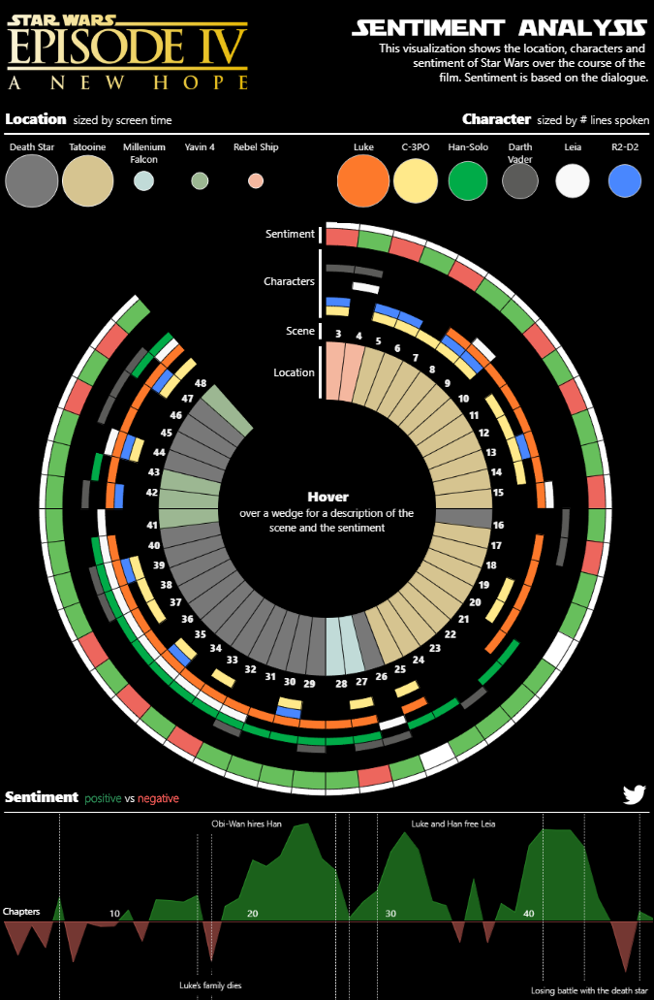 STAR WARS
EPISODE IV
A NEW HOPE
SENTIMENT ANALYSIS
This visualization shows the location, characters and
sentiment of Star Wars over the course of the
film. Sentiment is based on the dialogue.
Location sized by screen time
Character sized by # lines spoken
Death Star
Tatooine
Millenium
Falcon
Yavin 4
Rebel Ship
Luke
C-3PO
Han-Solo
Darth
Vader
Leia
R2-D2
Sentiment
Characters
Scene
Location
3
4
5
6
7
8
9
10
11
12
13
14
15
16
17
18
19
20
21
22
23
24
25
26
27
28
29
30
31
32
33
34
35
36
37
38
39
40
41
42
43
44
45
46
47
48
Hover
over a wedge for a description of the
scene and the sentiment
Sentiment positive vs negative
Obi-Wan hires Han
Luke and Han free Leia
Chapters
10
20
30
40
Luke's family dies
Losing battle with the death star